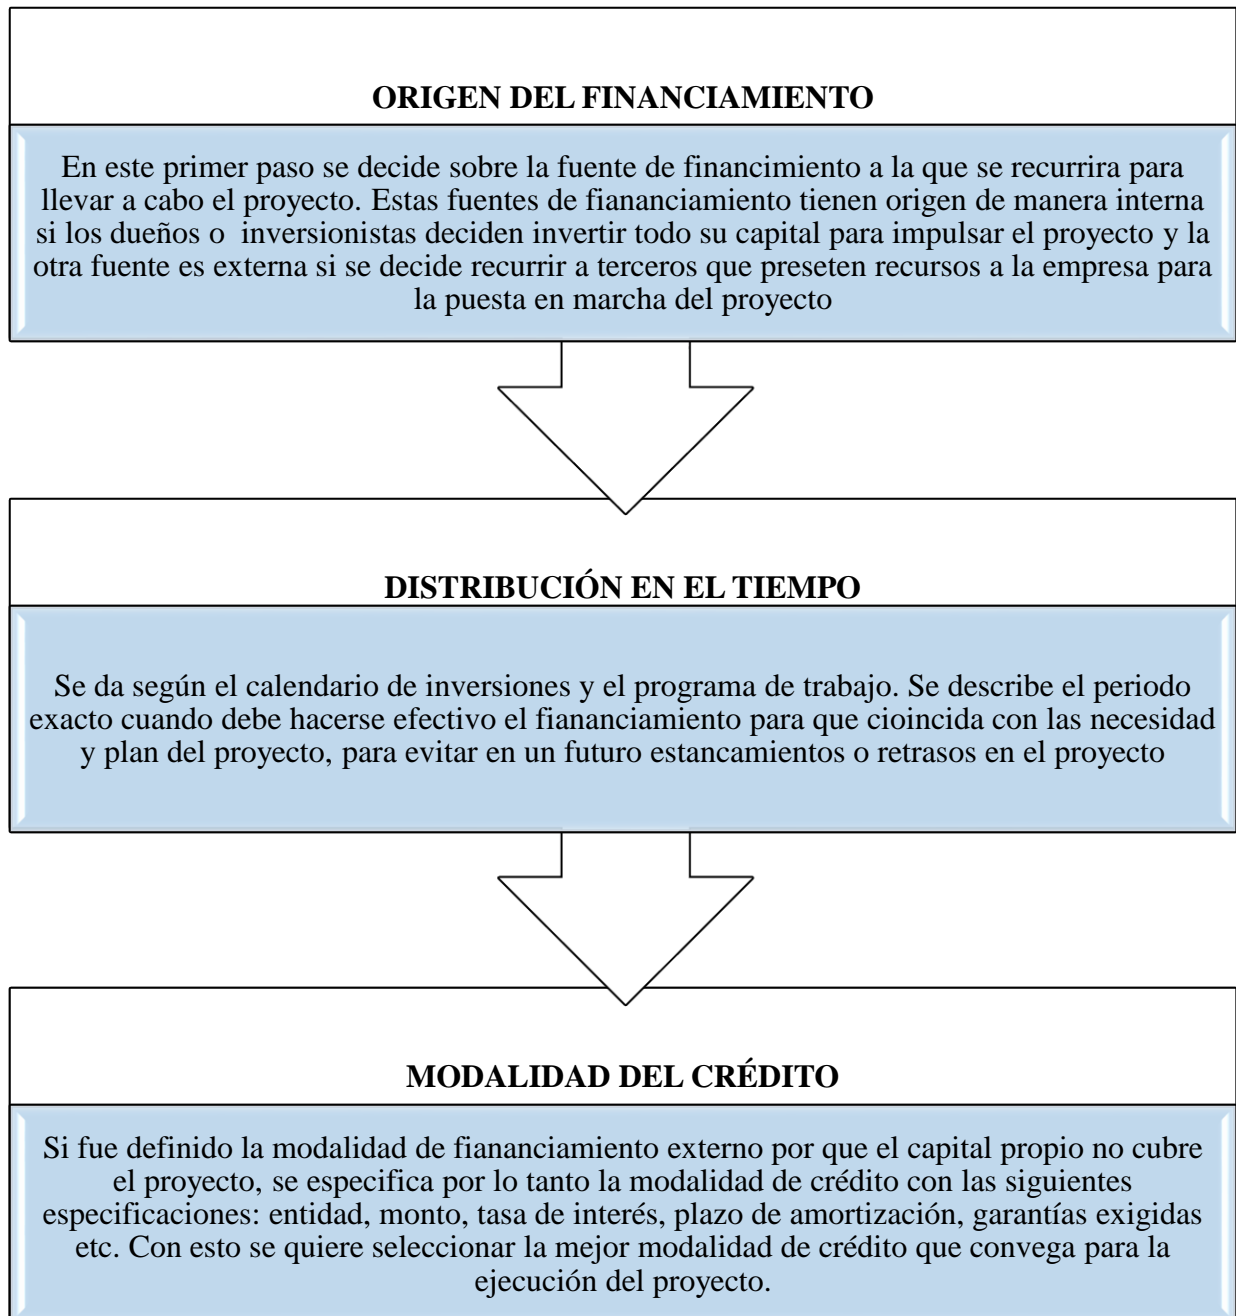 ORIGEN DEL FINANCIAMIENTO
En este primer paso se decide sobre la fuente de financimiento a la que se recurrira para
llevar a cabo el proyecto. Estas fuentes de fiananciamiento tienen origen de manera interna
si los dueños o inversionistas deciden invertir todo su capital para impulsar el proyecto y la
otra fuente es externa si se decide recurrir a terceros que preseten recursos a la empresa para
la puesta en marcha del proyecto
DISTRIBUCIÓN EN EL TIEMPO
Se da según el calendario de inversiones y el programa de trabajo. Se describe el periodo
exacto cuando debe hacerse efectivo el fiananciamiento para que cioincida con las necesidad
y plan del proyecto, para evitar en un futuro estancamientos o retrasos en el proyecto
MODALIDAD DEL CRÉDITO
Si fue definido la modalidad de fiananciamiento externo por que el capital propio no cubre
el proyecto, se especifica por lo tanto la modalidad de crédito con las siguientes
especificaciones: entidad, monto, tasa de interés, plazo de amortización, garantías exigidas
etc. Con esto se quiere seleccionar la mejor modalidad de crédito que convega para la
ejecución del proyecto.